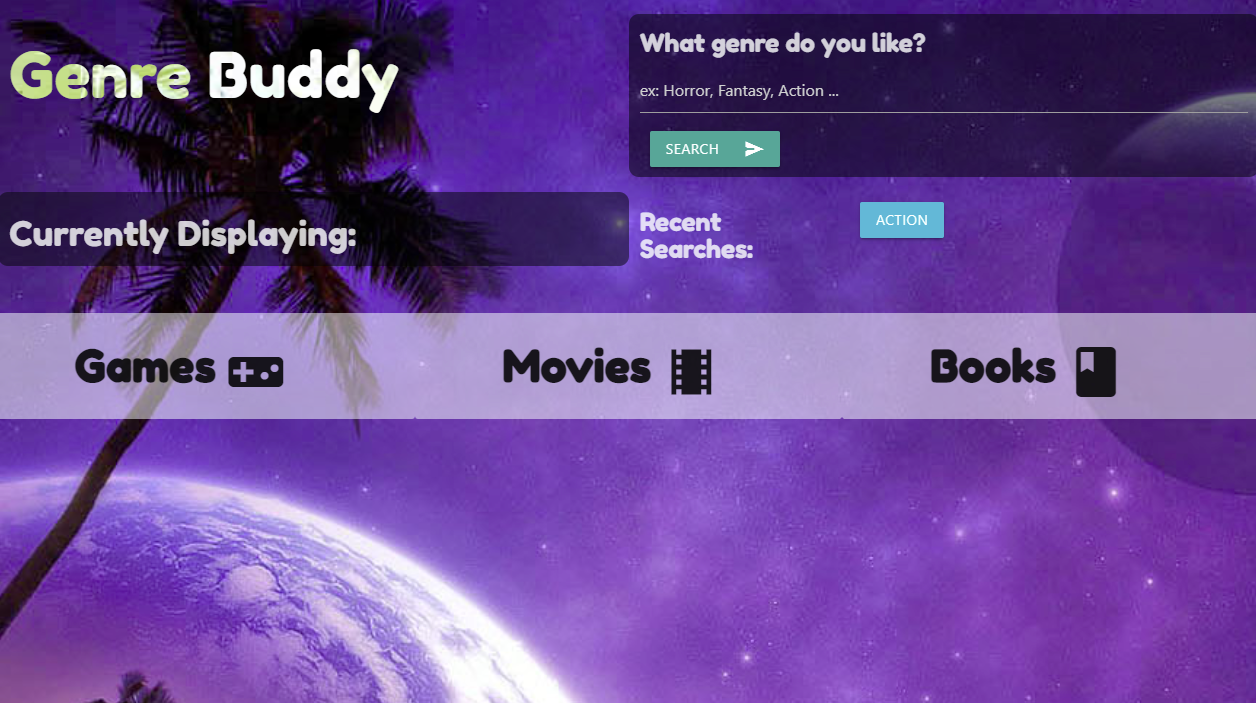 Genre Buddy
What genre do you like?
ex: Horror, Fantasy, Action ...
SEARCH
Currently Displaying:
Recent
Searches:
ACTION
Games
Movies
Books